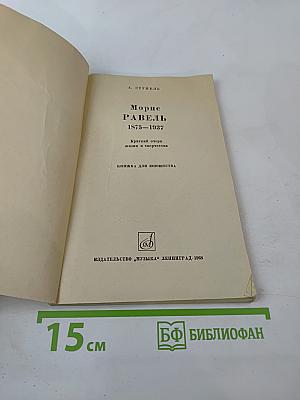 А. СТУПЕЛЬ
Морис
РАВЕЛЬ
1875—1937
Краткий очерк
жизни и творчества
КНИЖКА ДЛЯ ЮНОШЕСТВА
ИЗДАТЕЛЬСТВО „МУЗЫКА" ЛЕНИНГРАД · 1968
15 см
БФ БИБЛИОФАН